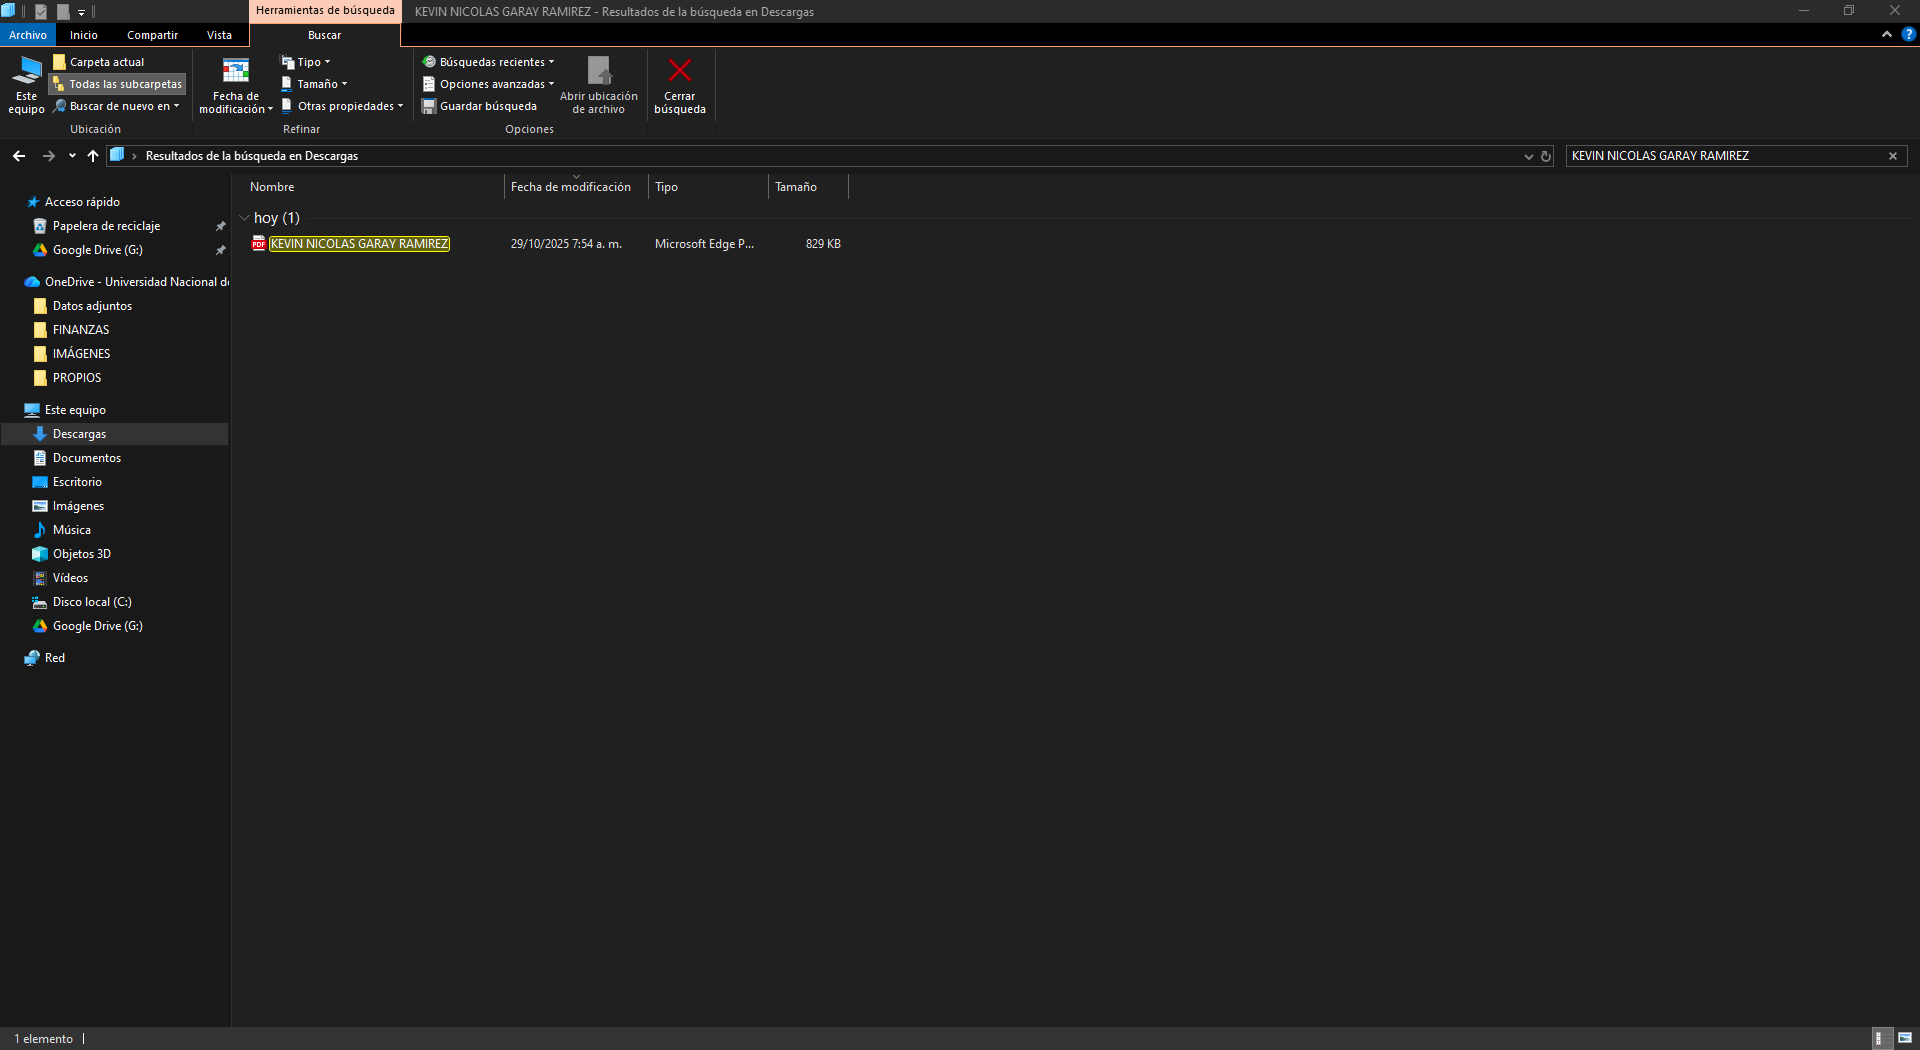 Herramientas de búsqueda
KEVIN NICOLAS GARAY RAMIREZ - Resultados de la búsqueda en Descargas
Archivo
Inicio
Compartir
Vista
Buscar
Este equipo
Carpeta actual
Todas las subcarpetas
Buscar de nuevo en
Ubicación
Fecha de modificación
Tipo
Tamaño
Otras propiedades
Refinar
Búsquedas recientes
Opciones avanzadas
Guardar búsqueda
Abrir ubicación de archivo
Opciones
Cerrar búsqueda
Resultados de la búsqueda en Descargas
KEVIN NICOLAS GARAY RAMIREZ
Nombre
Fecha de modificación
Tipo
Tamaño
hoy (1)
PDF
KEVIN NICOLAS GARAY RAMIREZ
29/10/2025 7:54 a. m.
Microsoft Edge P...
829 KB
Acceso rápido
Papelera de reciclaje
Google Drive (G:)
OneDrive - Universidad Nacional de
Datos adjuntos
FINANZAS
IMÁGENES
PROPIOS
Este equipo
Descargas
Documentos
Escritorio
Imágenes
Música
Objetos 3D
Vídeos
Disco local (C:)
Google Drive (G:)
Red
1 elemento